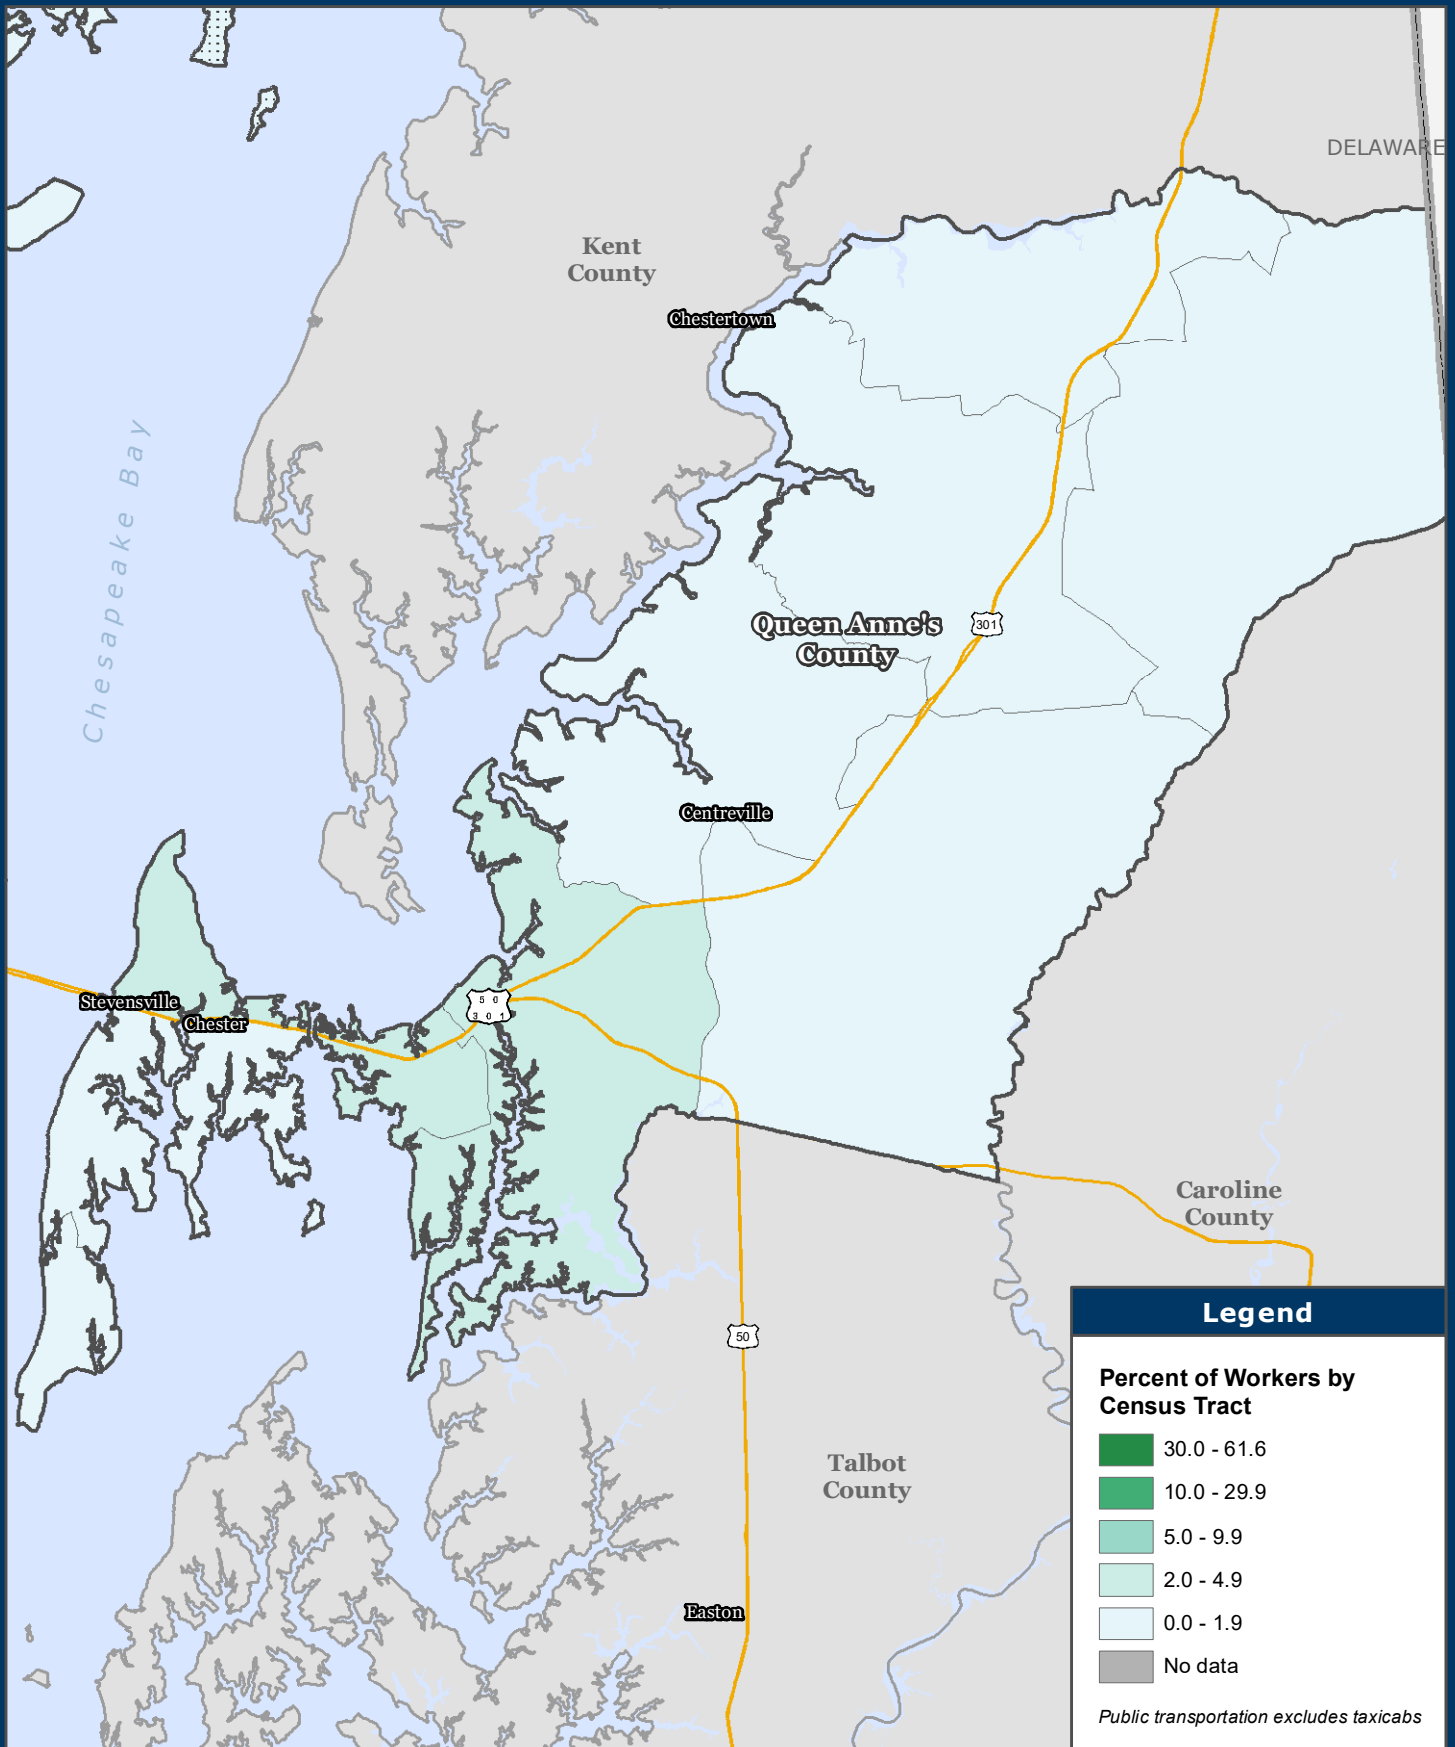 DELAWARE
Kent
County
Chestertown
Chesapeake Bay
Queen Anne's
County
301
Centreville
Stevensville
Chester
50
301
Caroline
County
50
Talbot
County
Easton
Legend
Percent of Workers by
Census Tract
30.0 - 61.6
10.0 - 29.9
5.0 - 9.9
2.0 - 4.9
0.0 - 1.9
No data
Public transportation excludes taxicabs